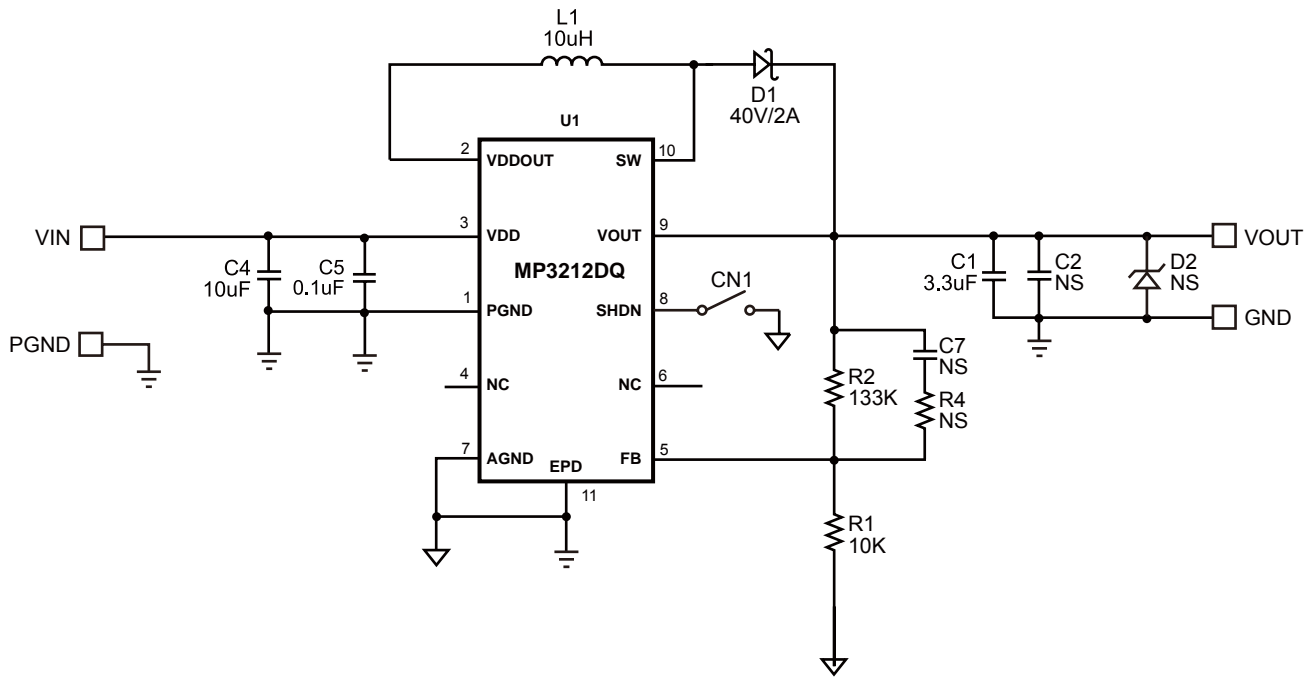 L1
10uH
D1
40V/2A
U1
2
VDDOUT
SW
10
VIN
3
VDD
VOUT
9
VOUT
MP3212DQ
C4
10uF
C5
0.1uF
CN1
C1
3.3uF
C2
NS
D2
NS
1
PGND
SHDN
8
GND
PGND
4
NC
NC
6
R2
133K
C7
NS
R4
NS
7
AGND
EPD
FB
5
11
R1
10K